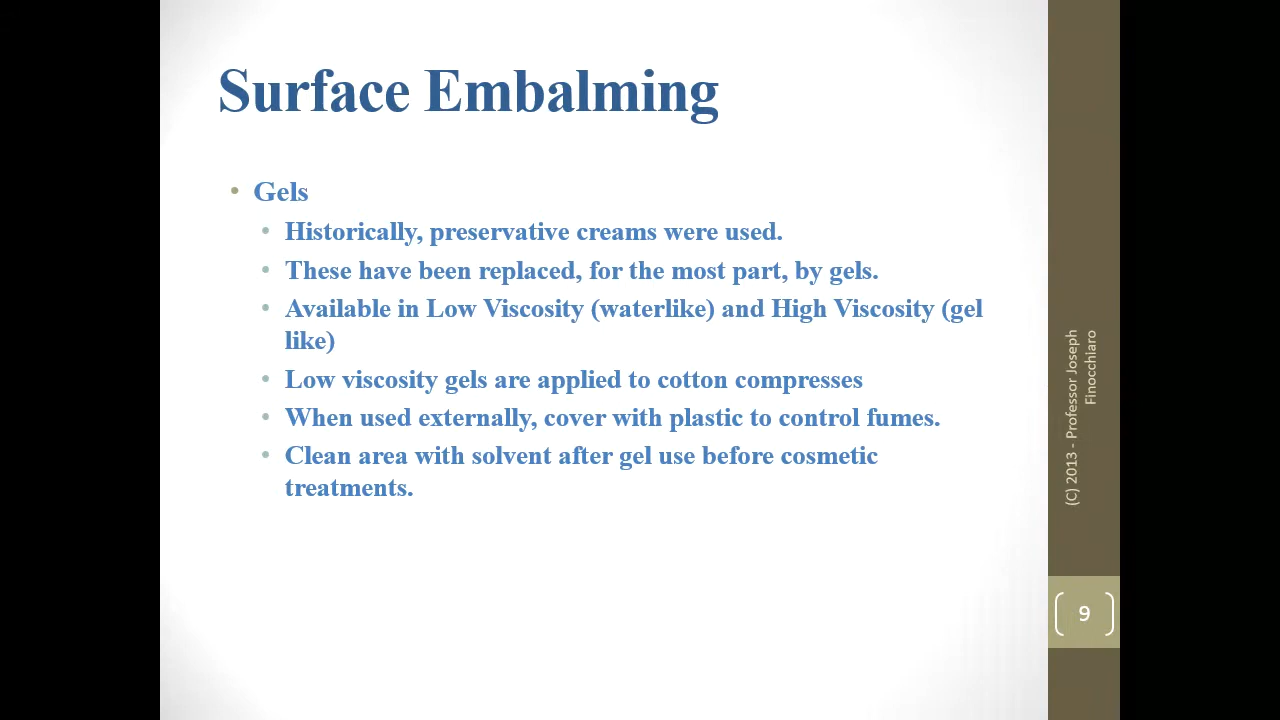 Surface Embalming
• Gels
• Historically, preservative creams were used.
• These have been replaced, for the most part, by gels.
• Available in Low Viscosity (waterlike) and High Viscosity (gel
like)
• Low viscosity gels are applied to cotton compresses
• When used externally, cover with plastic to control fumes.
• Clean area with solvent after gel use before cosmetic
treatments.
(C) 2013 - Professor Joseph
Finocchiaro
9